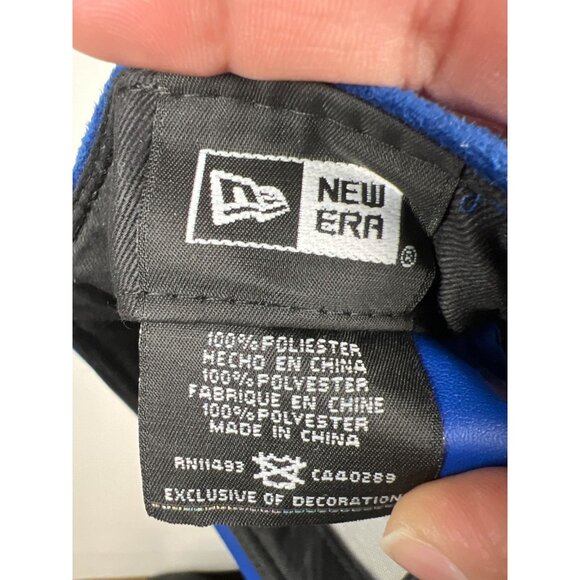 NEW
ERA
®
100% POLIESTER
HECHO EN CHINA
100% POLYESTER
FABRIQUE EN CHINE
100% POLYESTER
MADE IN CHINA
RN11493 CA40289
EXCLUSIVE OF DECORATION